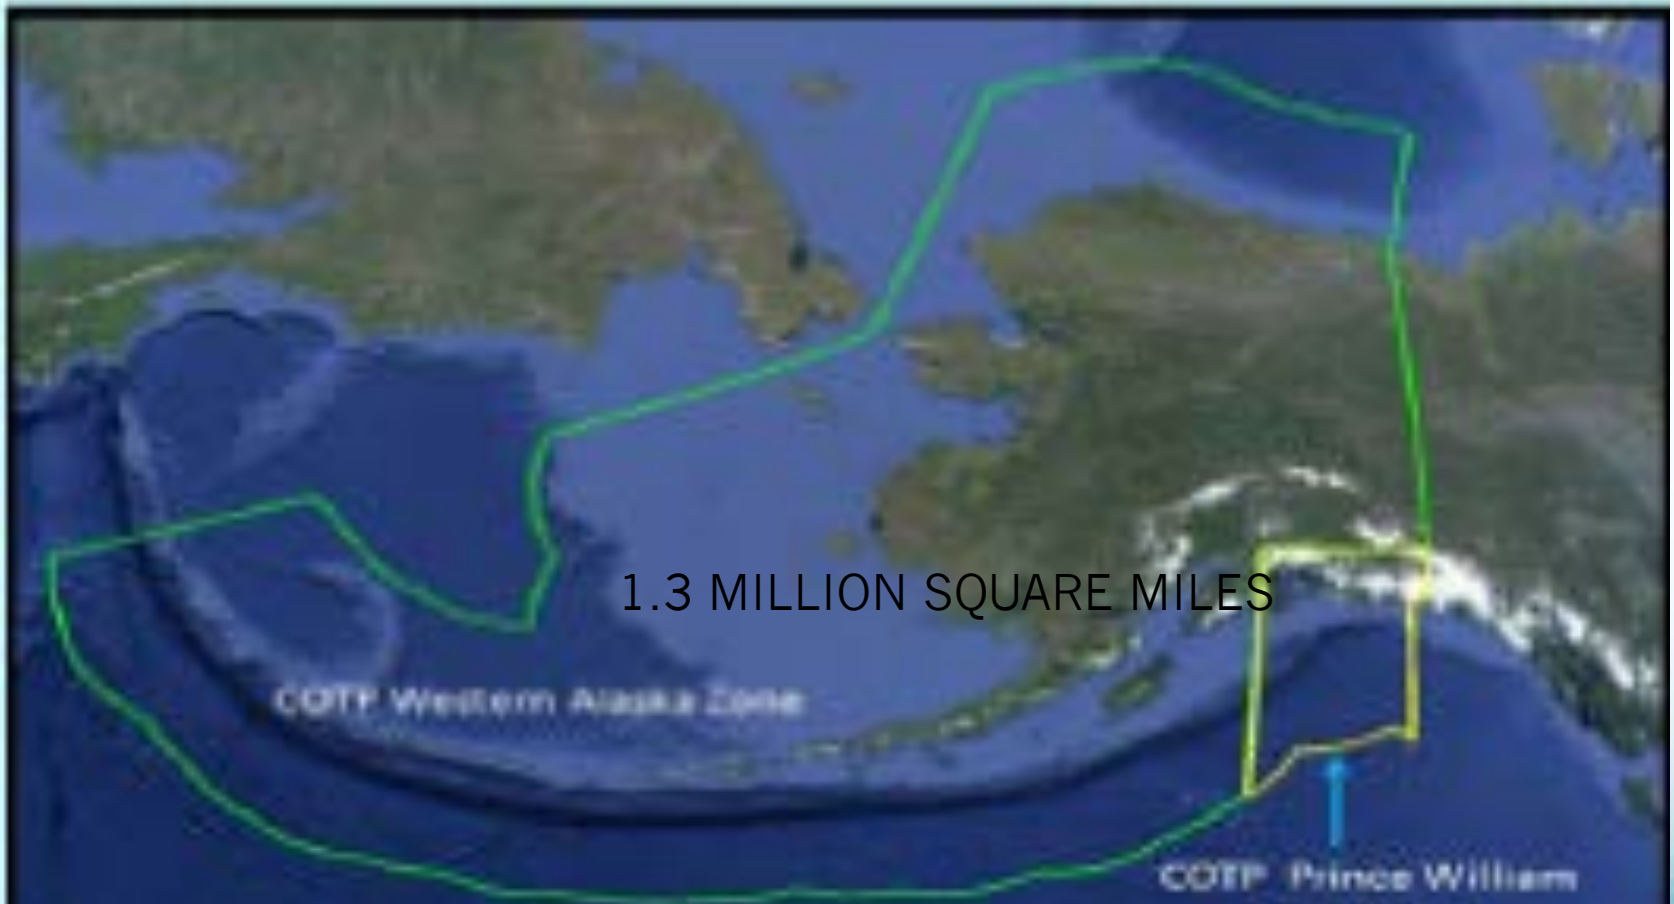 1.3 MILLION SQUARE MILES
COTP Western Alaska Zone
COTP Prince William